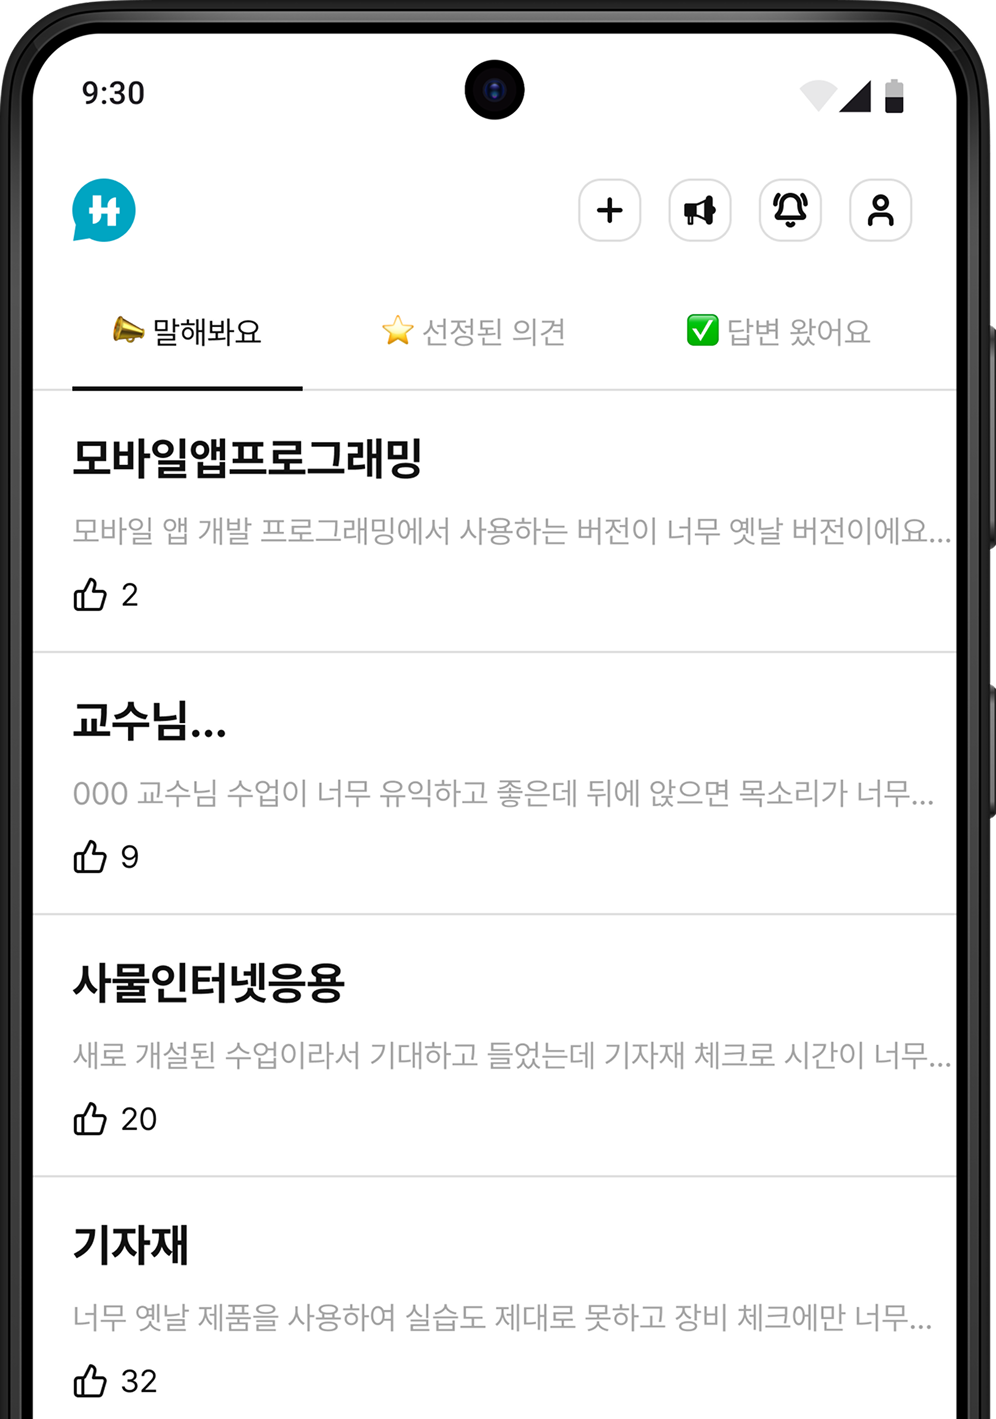 9:30
말해봐요
선정된 의견
답변 왔어요
모바일앱프로그래밍
모바일 앱 개발 프로그래밍에서 사용하는 버전이 너무 옛날 버전이에요...
2
교수님...
000 교수님 수업이 너무 유익하고 좋은데 뒤에 앉으면 목소리가 너무...
9
사물인터넷응용
새로 개설된 수업이라서 기대하고 들었는데 기자재 체크로 시간이 너무...
20
기자재
너무 옛날 제품을 사용하여 실습도 제대로 못하고 장비 체크에만 너무...
32